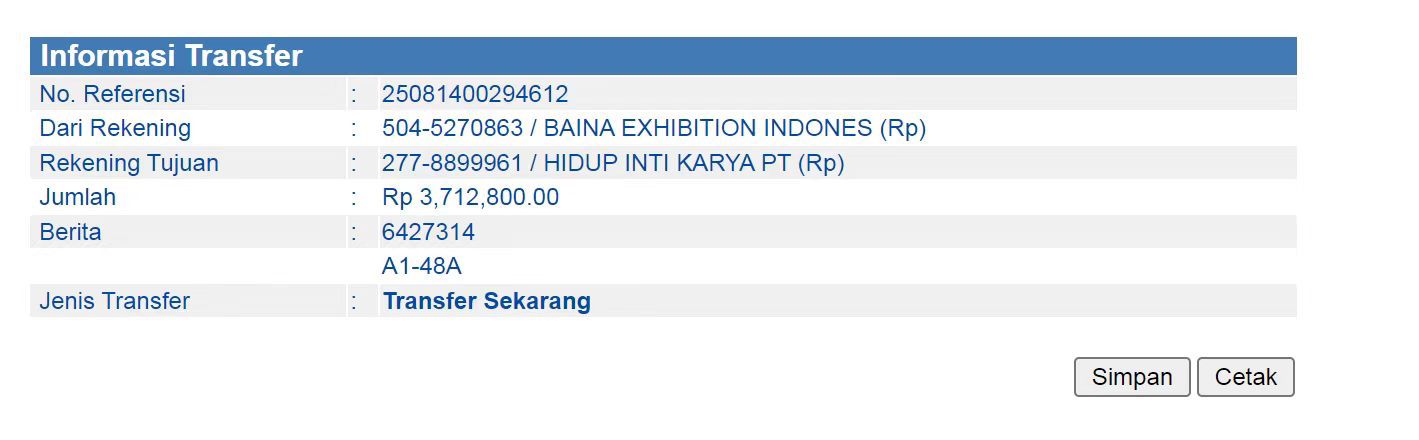 Informasi Transfer
No. Referensi : 25081400294612
Dari Rekening : 504-5270863 / BAINA EXHIBITION INDONES (Rp)
Rekening Tujuan : 277-8899961 / HIDUP INTI KARYA PT (Rp)
Jumlah : Rp 3,712,800.00
Berita : 6427314
A1-48A
Jenis Transfer : Transfer Sekarang
Simpan Cetak